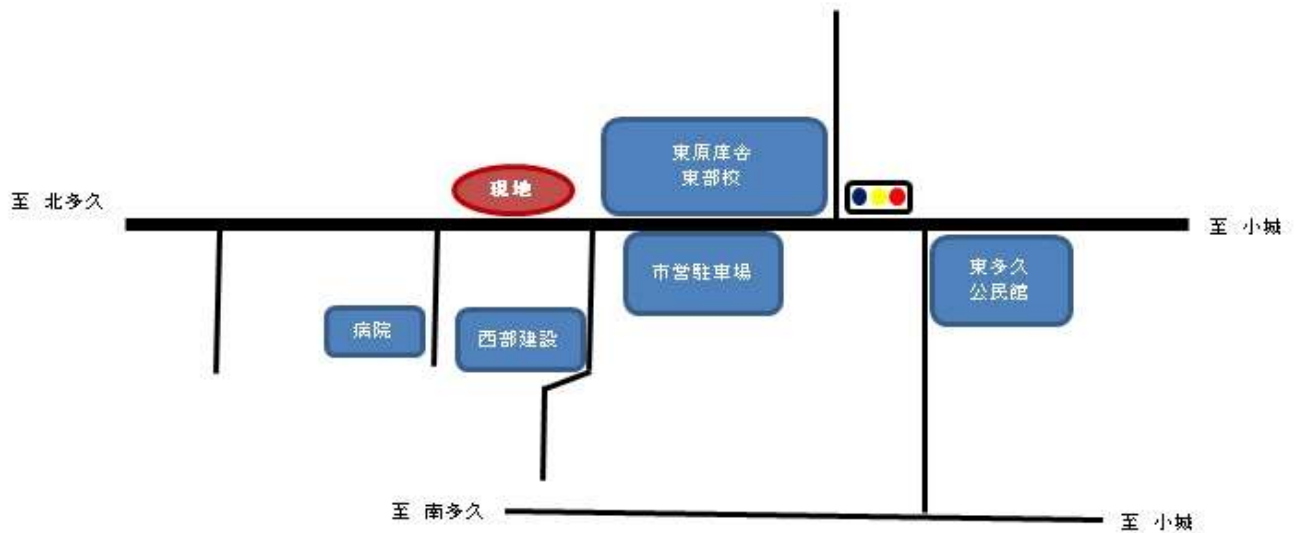 東原庠舎
東部校
現地
至 北多久
至 小城
市営駐車場
東多久
公民館
病院
西部建設
至 南多久
至 小城